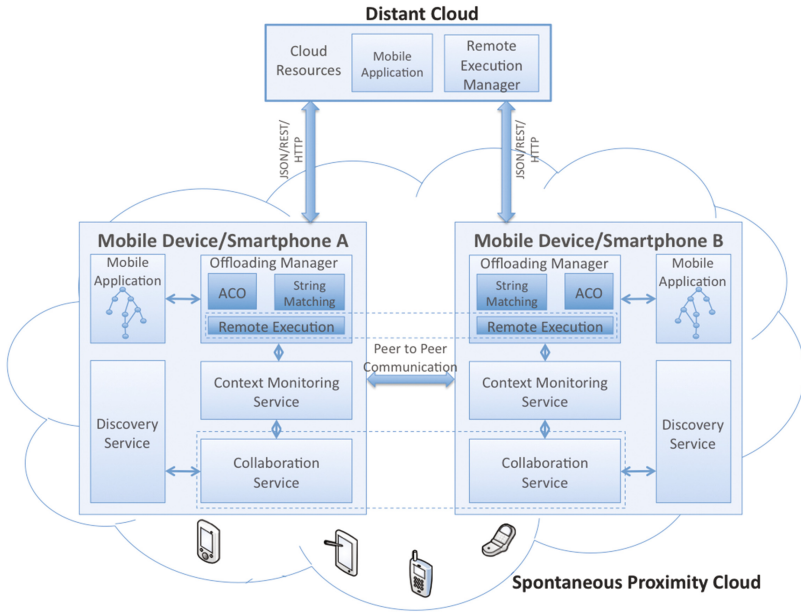 Distant Cloud
Cloud
Resources
Mobile
Application
Remote
Execution
Manager
JSON/REST/
HTTP
JSON/REST/
HTTP
Mobile Device/Smartphone A
Mobile
Application
Offloading Manager
ACO
String
Matching
Remote Execution
Context Monitoring
Service
Discovery
Service
Collaboration
Service
Peer to Peer
Communication
Mobile Device/Smartphone B
Offloading Manager
String
Matching
ACO
Remote Execution
Mobile
Application
Context Monitoring
Service
Collaboration
Service
Discovery
Service
Spontaneous Proximity Cloud